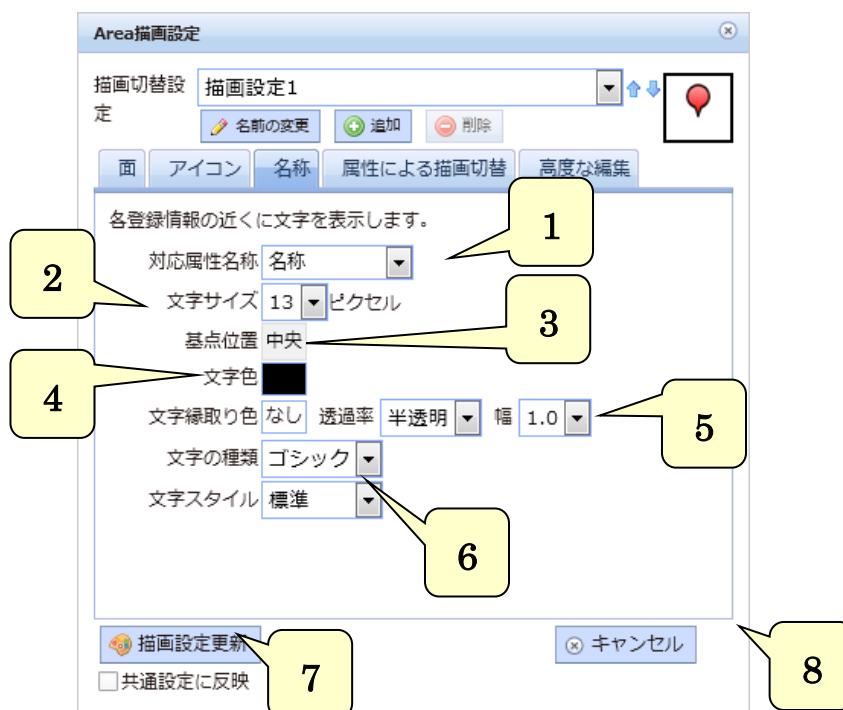 Area描画設定
描画切替設定
描画設定1
名前の変更 追加 削除
面 アイコン 名称 属性による描画切替 高度な編集
各登録情報の近くに文字を表示します。
1
対応属性名称 名称
2
文字サイズ 13 ピクセル
3
基点位置 中央
4
文字色
文字縁取り色 なし 透過率 半透明 幅 1.0
5
文字の種類 ゴシック
文字スタイル 標準
6
描画設定更新 キャンセル
7
8
共通設定に反映